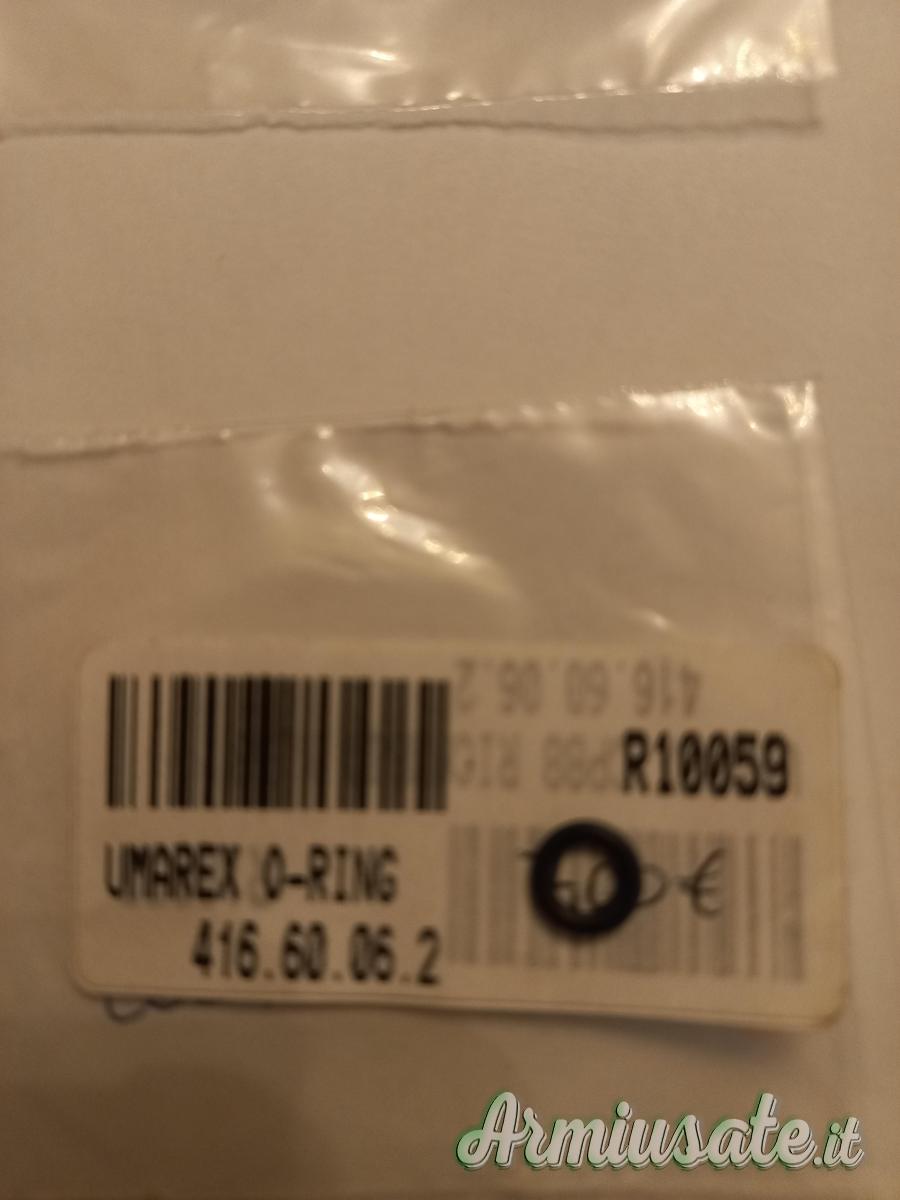 416.60.06.2
R10059
UMAREX O-RING
416.60.06.2
€
Armiusate.it